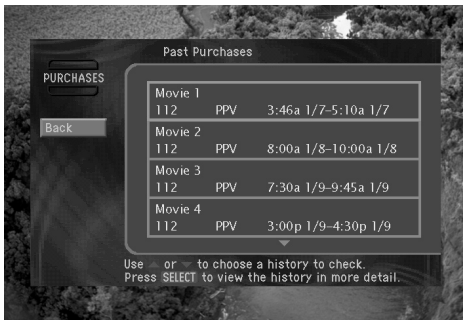 Past Purchases
PURCHASES
Back
Movie 1
112 PPV 3:46a 1/7–5:10a 1/7
Movie 2
112 PPV 8:00a 1/8–10:00a 1/8
Movie 3
112 PPV 7:30a 1/9–9:45a 1/9
Movie 4
112 PPV 3:00p 1/9–4:30p 1/9
Use or to choose a history to check.
Press SELECT to view the history in more detail.